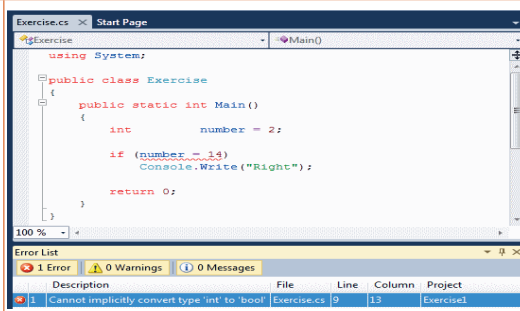 Exercise.cs × Start Page
Exercise Main()
using System;
public class Exercise
{
public static int Main()
{
int number = 2;
if (number = 14)
Console.Write("Right");
return 0;
}
}
100 %
Error List
1 Error 0 Warnings 0 Messages
Description File Line Column Project
1 Cannot implicitly convert type 'int' to 'bool' Exercise.cs 9 13 Exercise1